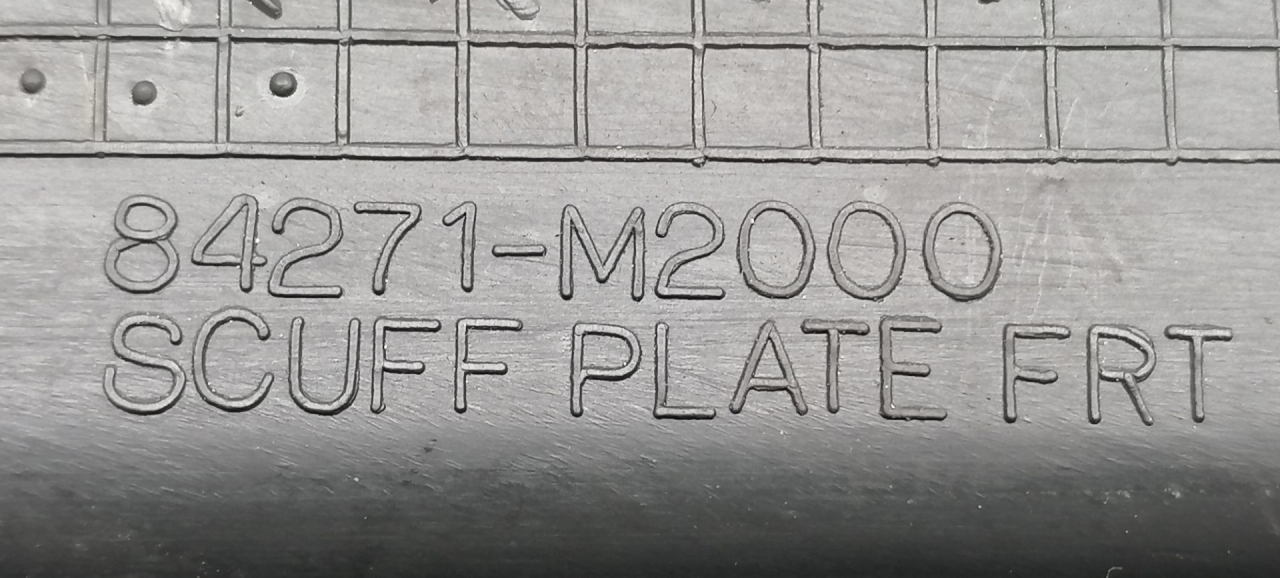 84271-M2000
SCUFF PLATE FRT